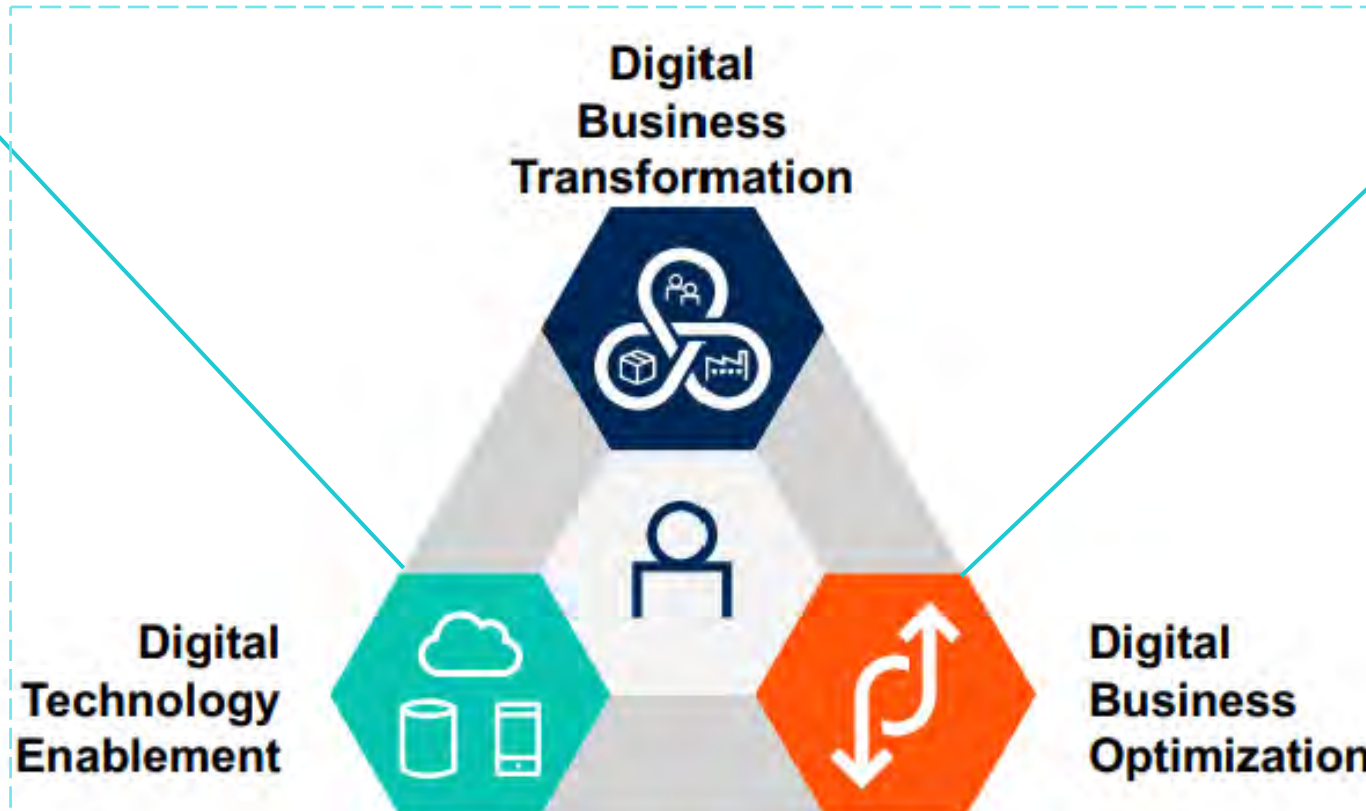 Digital
Business
Transformation
Digital
Technology
Enablement
Digital
Business
Optimization